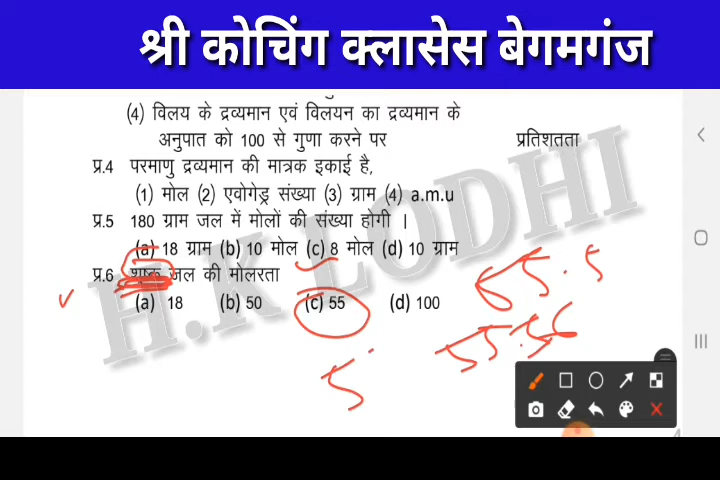 श्री कोचिंग क्लासेस बेगमगंज
(4) विलय के द्रव्यमान एवं विलयन का द्रव्यमान के
अनुपात को 100 से गुणा करने पर प्रतिशतता
प्र.4 परमाणु द्रव्यमान की मात्रक इकाई है,
(1) मोल (2) एवोगेड्र संख्या (3) ग्राम (4) a.m.u
प्र.5 180 ग्राम जल में मोलों की संख्या होगी ।
(a) 18 ग्राम (b) 10 मोल (c) 8 मोल (d) 10 ग्राम
प्र.6 शुष्क जल की मोलरता
(a) 18 (b) 50 (c) 55 (d) 100
55.5
55.56
5
H.K LODHI
4